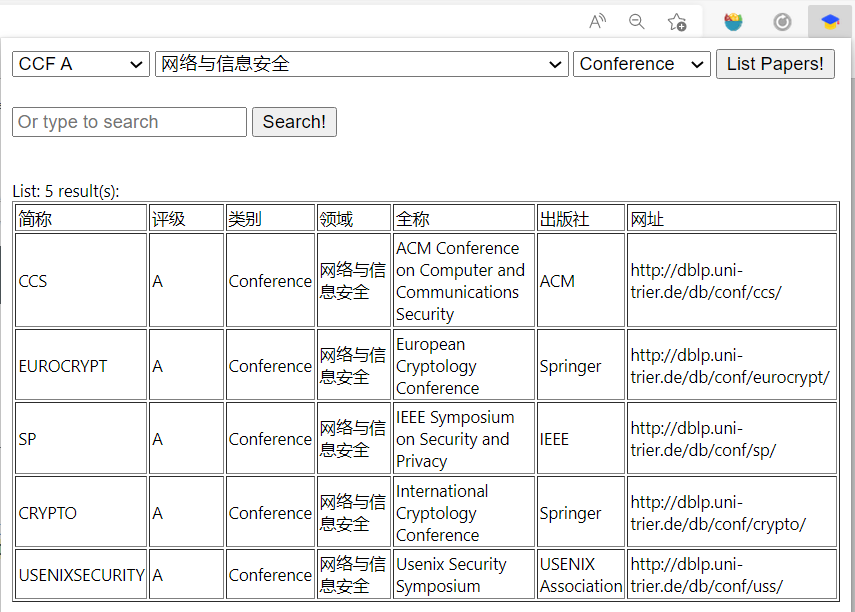 CCF A 网络与信息安全 Conference List Papers!
Or type to search Search!
List: 5 result(s):
简称 评级 类别 领域 全称 出版社 网址
CCS A Conference 网络与信息安全 ACM Conference on Computer and Communications Security ACM http://dblp.uni-trier.de/db/conf/ccs/
EUROCRYPT A Conference 网络与信息安全 European Cryptology Conference Springer http://dblp.uni-trier.de/db/conf/eurocrypt/
SP A Conference 网络与信息安全 IEEE Symposium on Security and Privacy IEEE http://dblp.uni-trier.de/db/conf/sp/
CRYPTO A Conference 网络与信息安全 International Cryptology Conference Springer http://dblp.uni-trier.de/db/conf/crypto/
USENIXSECURITY A Conference 网络与信息安全 Usenix Security Symposium USENIX Association http://dblp.uni-trier.de/db/conf/uss/